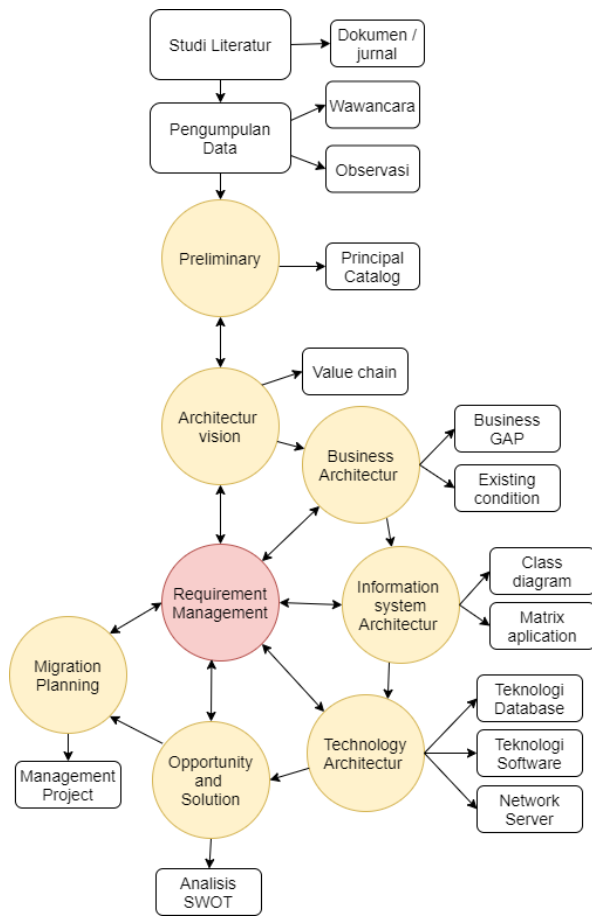 Studi Literatur
Dokumen /
jurnal
Pengumpulan
Data
Wawancara
Observasi
Preliminary
Principal
Catalog
Architectur
vision
Value chain
Business
Architectur
Business
GAP
Existing
condition
Requirement
Management
Information
system
Architectur
Class
diagram
Matrix
aplication
Migration
Planning
Management
Project
Opportunity
and
Solution
Technology
Architectur
Teknologi
Database
Teknologi
Software
Network
Server
Analisis
SWOT